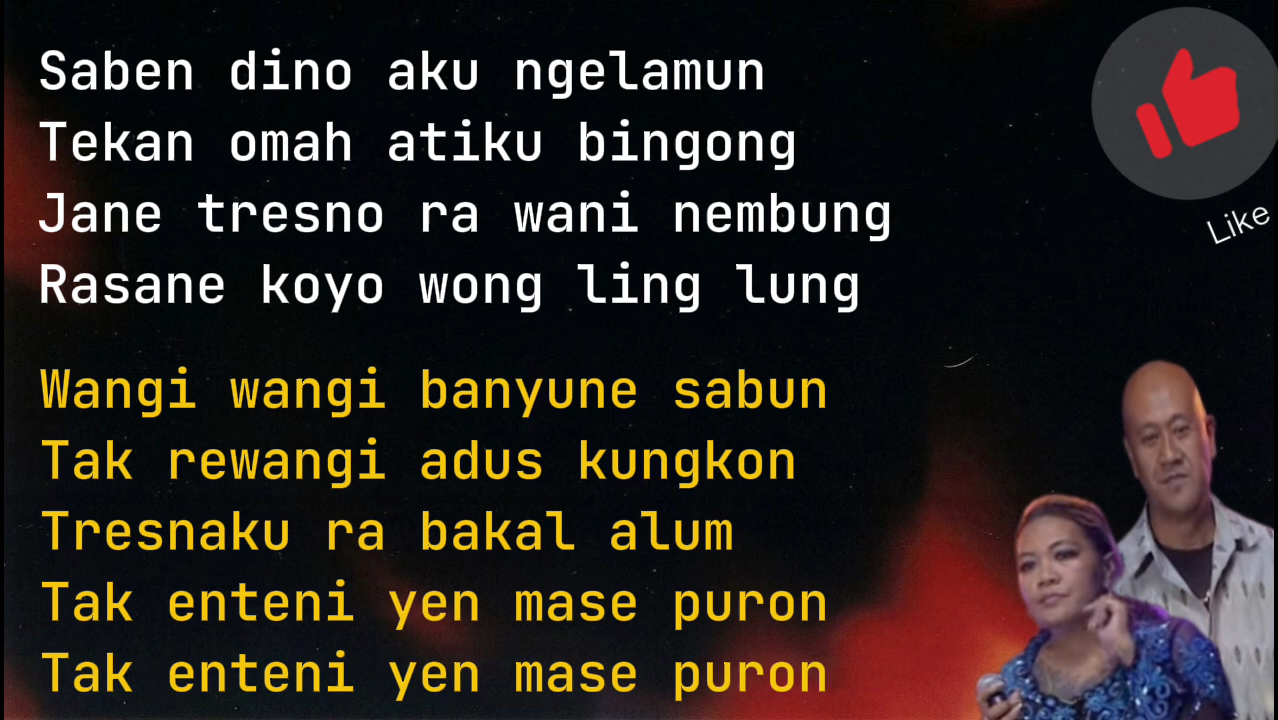 Saben dino aku ngelamun
Tekan omah atiku bingong
Jane tresno ra wani nembung
Rasane koyo wong ling lung
Wangi wangi banyune sabun
Tak rewangi adus kungkon
Tresnaku ra bakal alum
Tak enteni yen mase puron
Tak enteni yen mase puron
Like